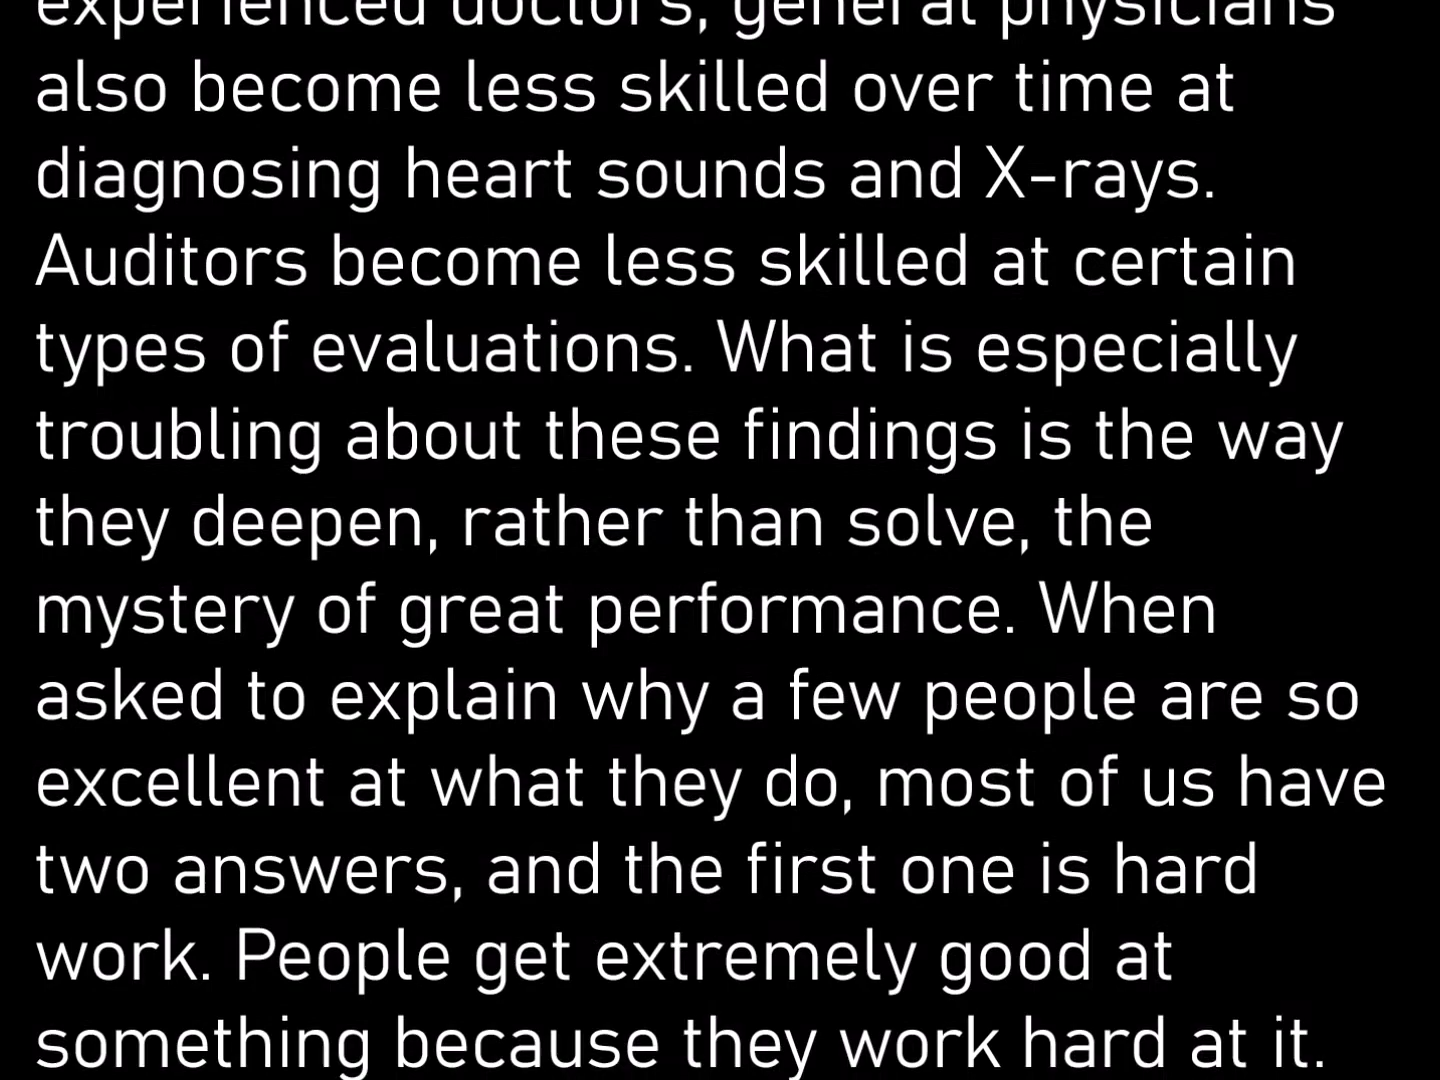 experienced doctors, general physicians
also become less skilled over time at
diagnosing heart sounds and X-rays.
Auditors become less skilled at certain
types of evaluations. What is especially
troubling about these findings is the way
they deepen, rather than solve, the
mystery of great performance. When
asked to explain why a few people are so
excellent at what they do, most of us have
two answers, and the first one is hard
work. People get extremely good at
something because they work hard at it.